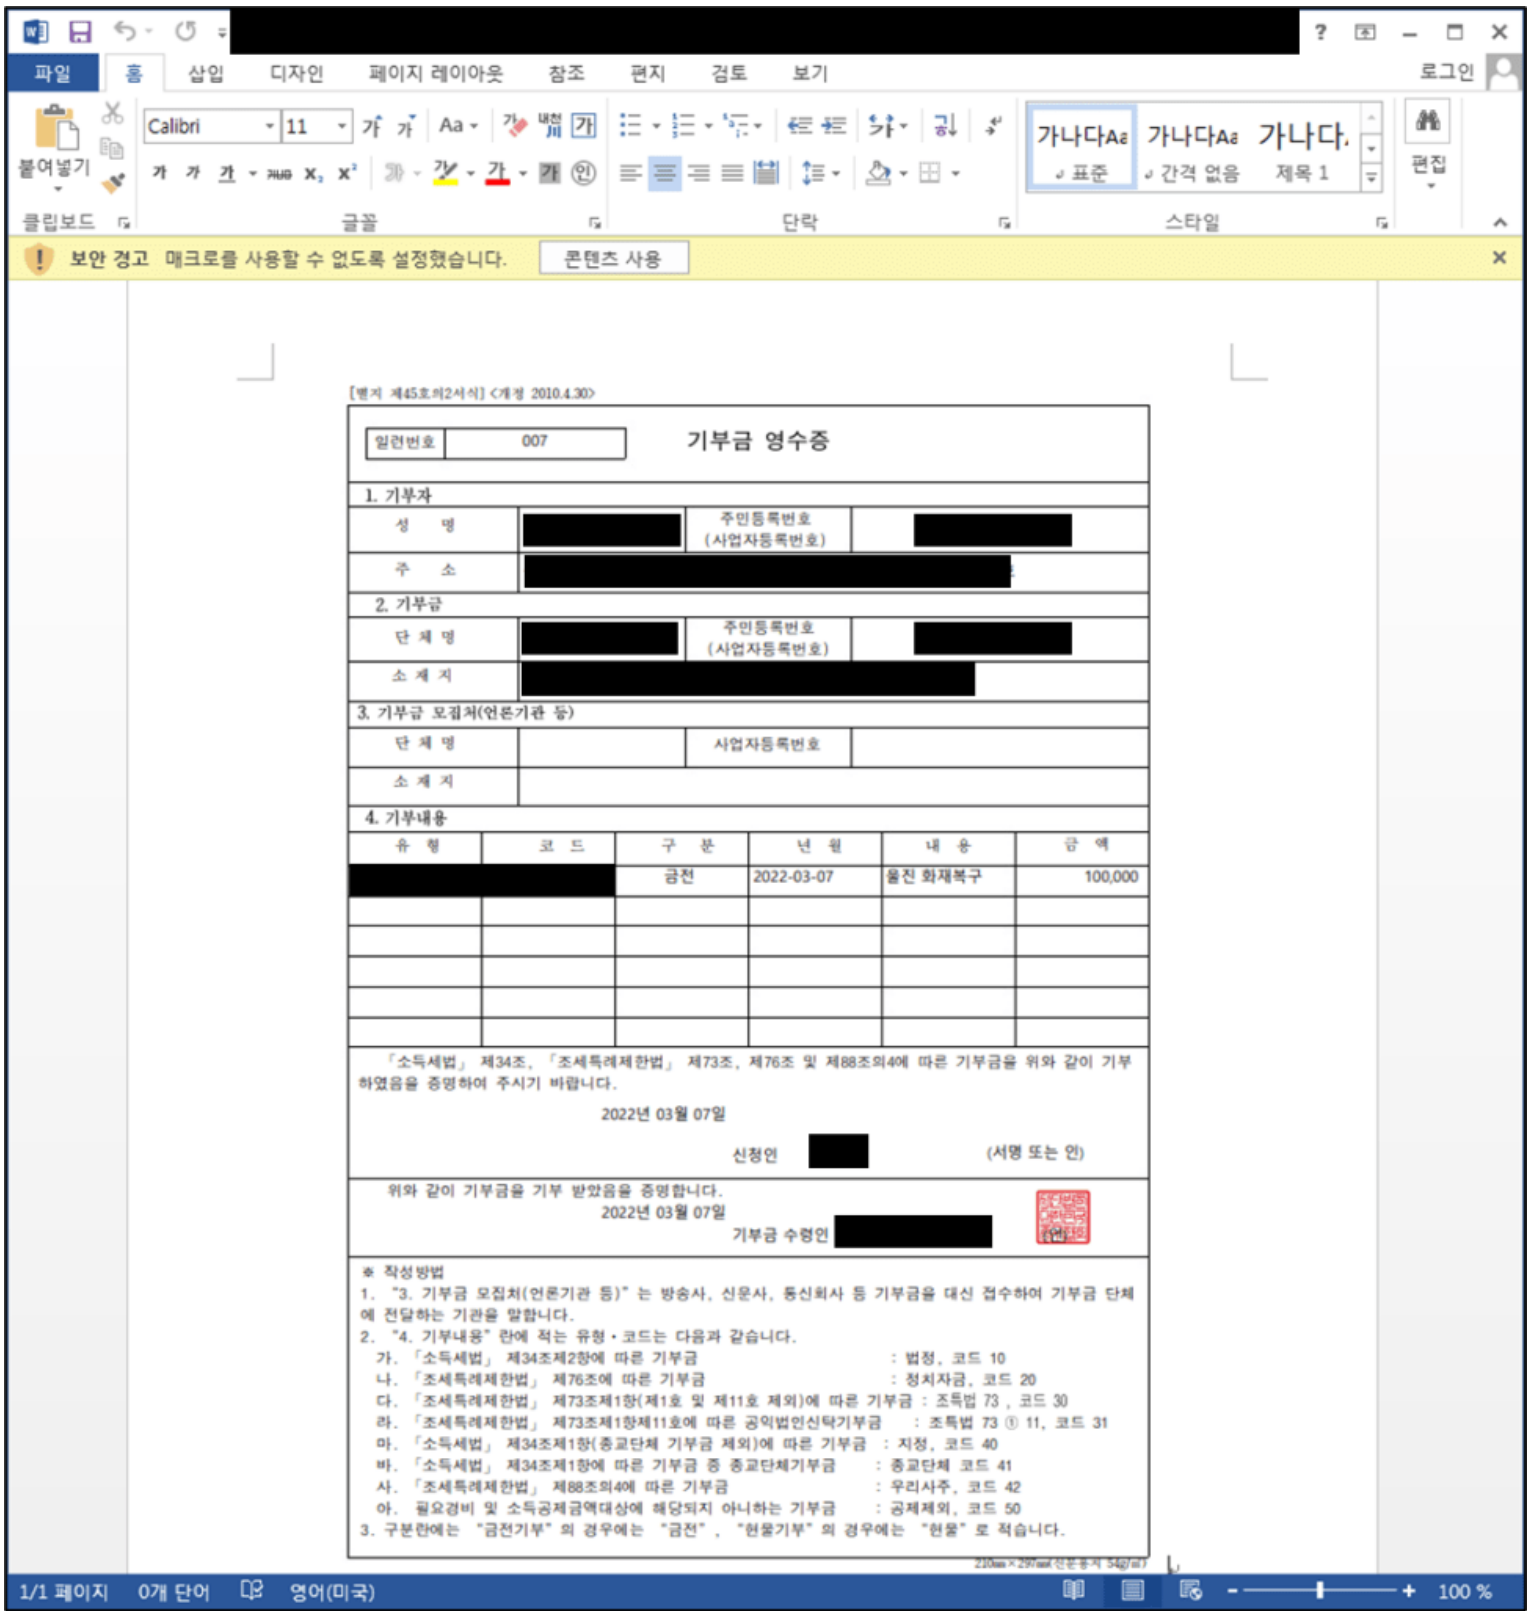 ?
파일 홈 삽입 디자인 페이지 레이아웃 참조 편지 검토 보기 로그인
붙여넣기
Calibri 11
가나다Aa 가나다Aa 가나다
표준 간격 없음 제목 1
편집
클립보드 글꼴 단락 스타일
보안 경고 매크로를 사용할 수 없도록 설정했습니다. 콘텐츠 사용
[별지 제45호의2서식] <개정 2010.4.30>
일련번호 007 기부금 영수증
1. 기부자
성 명 주민등록번호
(사업자등록번호)
주 소
2. 기부금
단 체 명 주민등록번호
(사업자등록번호)
소 재 지
3. 기부금 모집처(언론기관 등)
단 체 명 사업자등록번호
소 재 지
4. 기부내용
유 형 코 드 구 분 년 월 내 용 금 액
금전 2022-03-07 울진 화재복구 100,000
「소득세법」 제34조, 「조세특례제한법」 제73조, 제76조 및 제88조의4에 따른 기부금을 위와 같이 기부
하였음을 증명하여 주시기 바랍니다.
2022년 03월 07일
신청인 (서명 또는 인)
위와 같이 기부금을 기부 받았음을 증명합니다.
2022년 03월 07일
기부금 수령인
※ 작성방법
1. "3. 기부금 모집처(언론기관 등)" 는 방송사, 신문사, 통신회사 등 기부금을 대신 접수하여 기부금 단체
에 전달하는 기관을 말합니다.
2. "4. 기부내용" 란에 적는 유형·코드는 다음과 같습니다.
가. 「소득세법」 제34조제2항에 따른 기부금 : 법정, 코드 10
나. 「조세특례제한법」 제76조에 따른 기부금 : 정치자금, 코드 20
다. 「조세특례제한법」 제73조제1항(제1호 및 제11호 제외)에 따른 기부금 : 조특법 73 , 코드 30
라. 「조세특례제한법」 제73조제1항제11호에 따른 공익법인신탁기부금 : 조특법 73 ① 11, 코드 31
마. 「소득세법」 제34조제1항(종교단체 기부금 제외)에 따른 기부금 : 지정, 코드 40
바. 「소득세법」 제34조제1항에 따른 기부금 중 종교단체기부금 : 종교단체 코드 41
사. 「조세특례제한법」 제88조의4에 따른 기부금 : 우리사주, 코드 42
아. 필요경비 및 소득공제금액대상에 해당되지 아니하는 기부금 : 공제제외, 코드 50
3. 구분란에는 "금전기부" 의 경우에는 "금전" , "현물기부" 의 경우에는 "현물" 로 적습니다.
210㎜×297㎜(신문용지 54g/㎡)
1/1 페이지 0개 단어 영어(미국) 100 %